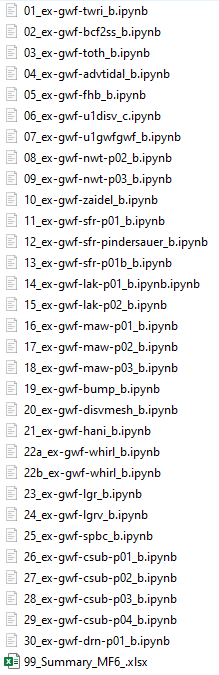 01_ex-gwf-twri_b.ipynb
02_ex-gwf-bcf2ss_b.ipynb
03_ex-gwf-toth_b.ipynb
04_ex-gwf-advtidal_b.ipynb
05_ex-gwf-fhb_b.ipynb
06_ex-gwf-u1disv_c.ipynb
07_ex-gwf-u1gwfgwf_b.ipynb
08_ex-gwf-nwt-p02_b.ipynb
09_ex-gwf-nwt-p03_b.ipynb
10_ex-gwf-zaidel_b.ipynb
11_ex-gwf-sfr-p01_b.ipynb
12_ex-gwf-sfr-pindersauer_b.ipynb
13_ex-gwf-sfr-p01b_b.ipynb
14_ex-gwf-lak-p01_b.ipynb.ipynb
15_ex-gwf-lak-p02_b.ipynb
16_ex-gwf-maw-p01_b.ipynb
17_ex-gwf-maw-p02_b.ipynb
18_ex-gwf-maw-p03_b.ipynb
19_ex-gwf-bump_b.ipynb
20_ex-gwf-disvmesh_b.ipynb
21_ex-gwf-hani_b.ipynb
22a_ex-gwf-whirl_b.ipynb
22b_ex-gwf-whirl_b.ipynb
23_ex-gwf-lgr_b.ipynb
24_ex-gwf-lgrv_b.ipynb
25_ex-gwf-spbc_b.ipynb
26_ex-gwf-csub-p01_b.ipynb
27_ex-gwf-csub-p02_b.ipynb
28_ex-gwf-csub-p03_b.ipynb
29_ex-gwf-csub-p04_b.ipynb
30_ex-gwf-drn-p01_b.ipynb
99_Summary_MF6_.xlsx